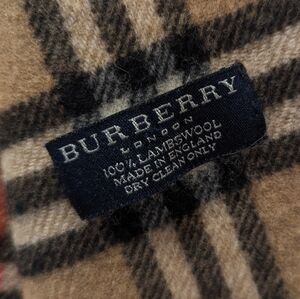 BURBERRY
LONDON
100% LAMBSWOOL
MADE IN ENGLAND
DRY CLEAN ONLY